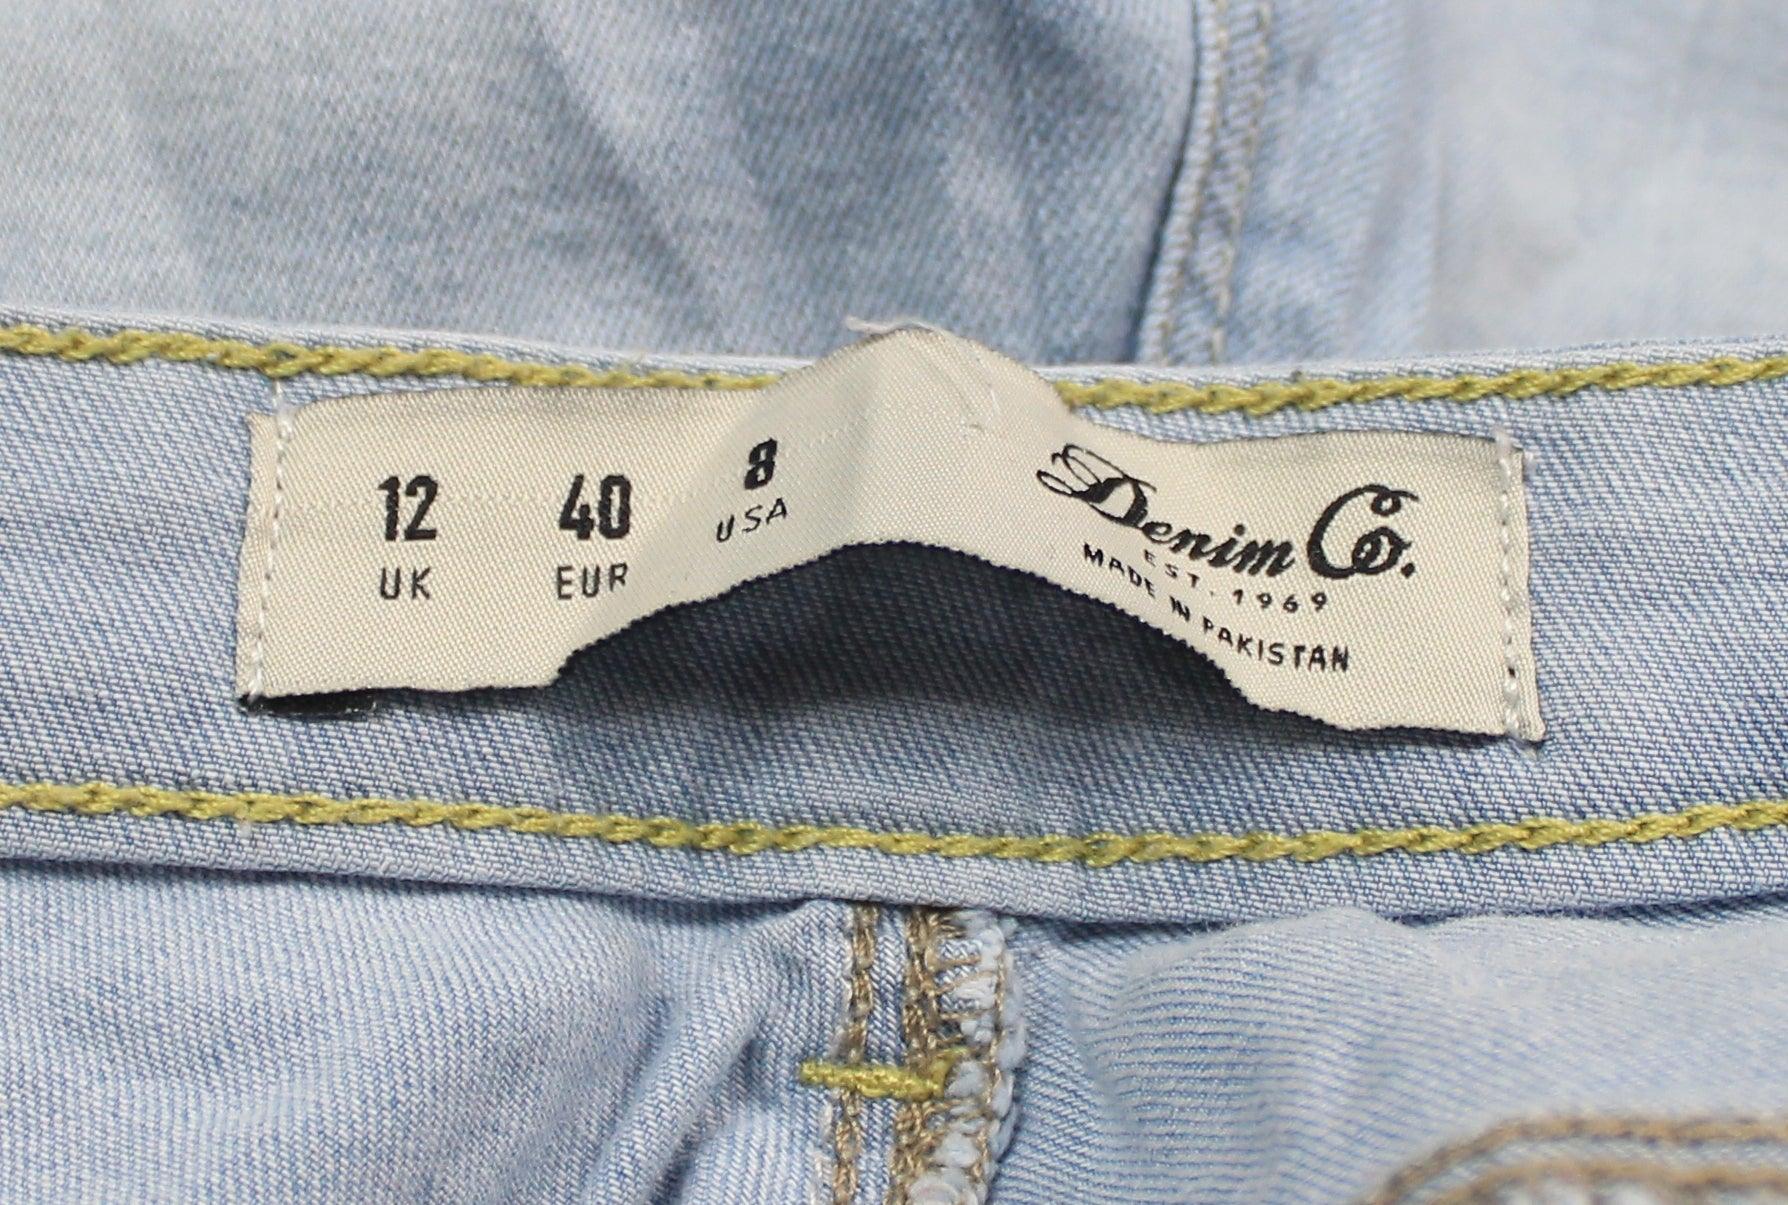 12 40 8
UK EUR USA
Denim Co.
EST. 1969
MADE IN PAKISTAN